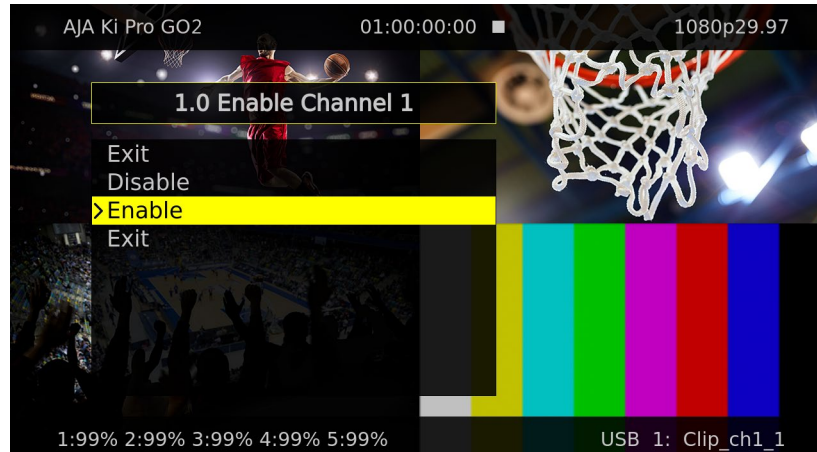 AJA Ki Pro GO2 01:00:00:00 1080p29.97
1.0 Enable Channel 1
Exit
Disable
>Enable
Exit
1:99% 2:99% 3:99% 4:99% 5:99% USB 1: Clip_ch1_1